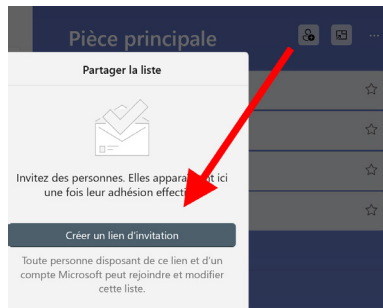 Pièce principale
Partager la liste
Invitez des personnes. Elles ici
une fois leur adhésion
Créer un lien d'invitation
Toute personne disposant de ce lien et d'un
compte Microsoft peut rejoindre et modifier
cette liste.